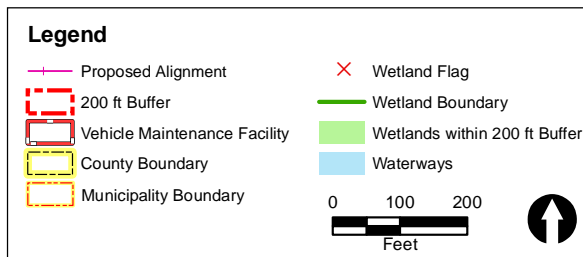 Legend
Proposed Alignment
200 ft Buffer
Vehicle Maintenance Facility
County Boundary
Municipality Boundary
Wetland Flag
Wetland Boundary
Wetlands within 200 ft Buffer
Waterways
0 100 200
Feet